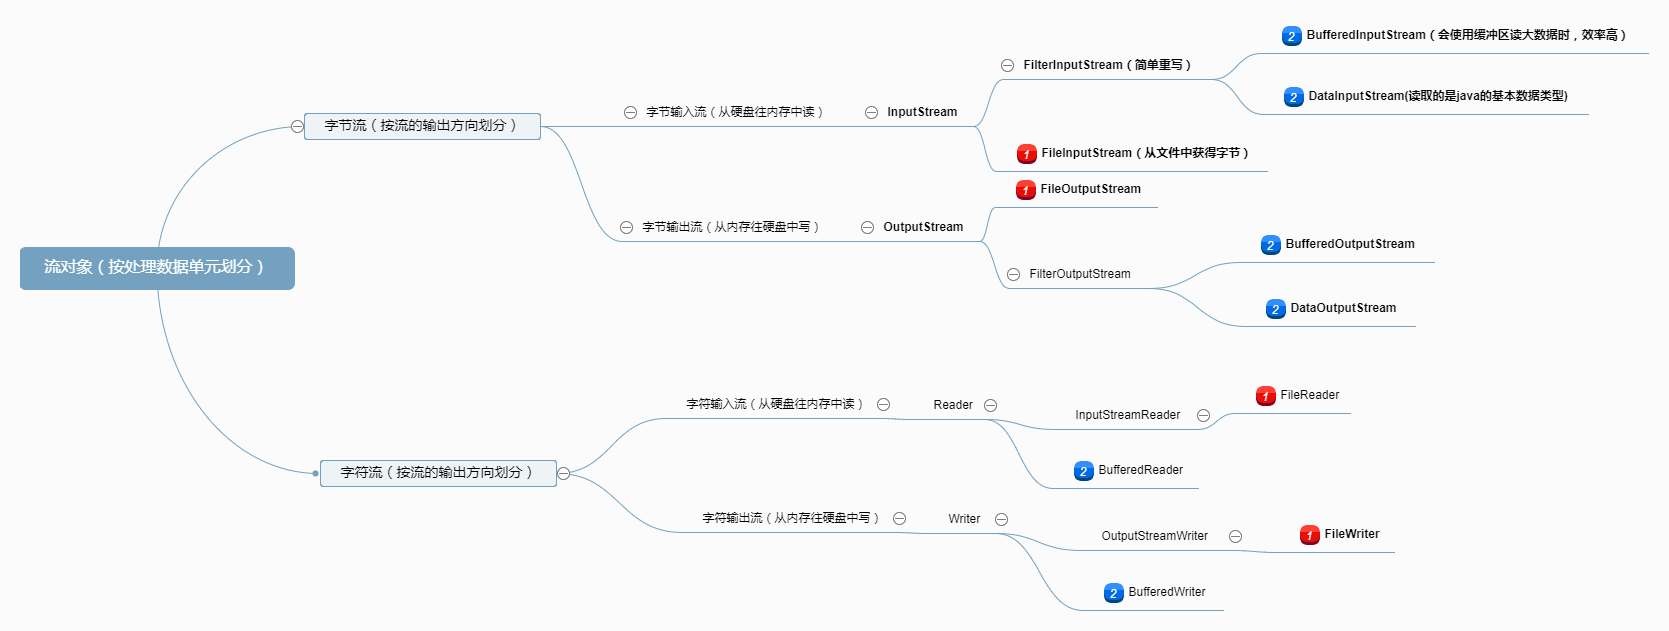 流对象（按处理数据单元划分）
字节流（按流的输出方向划分）
字节输入流（从硬盘往内存中读）
InputStream
FilterInputStream（简单重写）
2 BufferedInputStream（会使用缓冲区读大数据时，效率高）
2 DataInputStream(读取的是java的基本数据类型)
1 FileInputStream（从文件中获得字节）
字节输出流（从内存往硬盘中写）
OutputStream
1 FileOutputStream
FilterOutputStream
2 BufferedOutputStream
2 DataOutputStream
字符流（按流的输出方向划分）
字符输入流（从硬盘往内存中读）
Reader
InputStreamReader
1 FileReader
2 BufferedReader
字符输出流（从内存往硬盘中写）
Writer
OutputStreamWriter
1 FileWriter
2 BufferedWriter